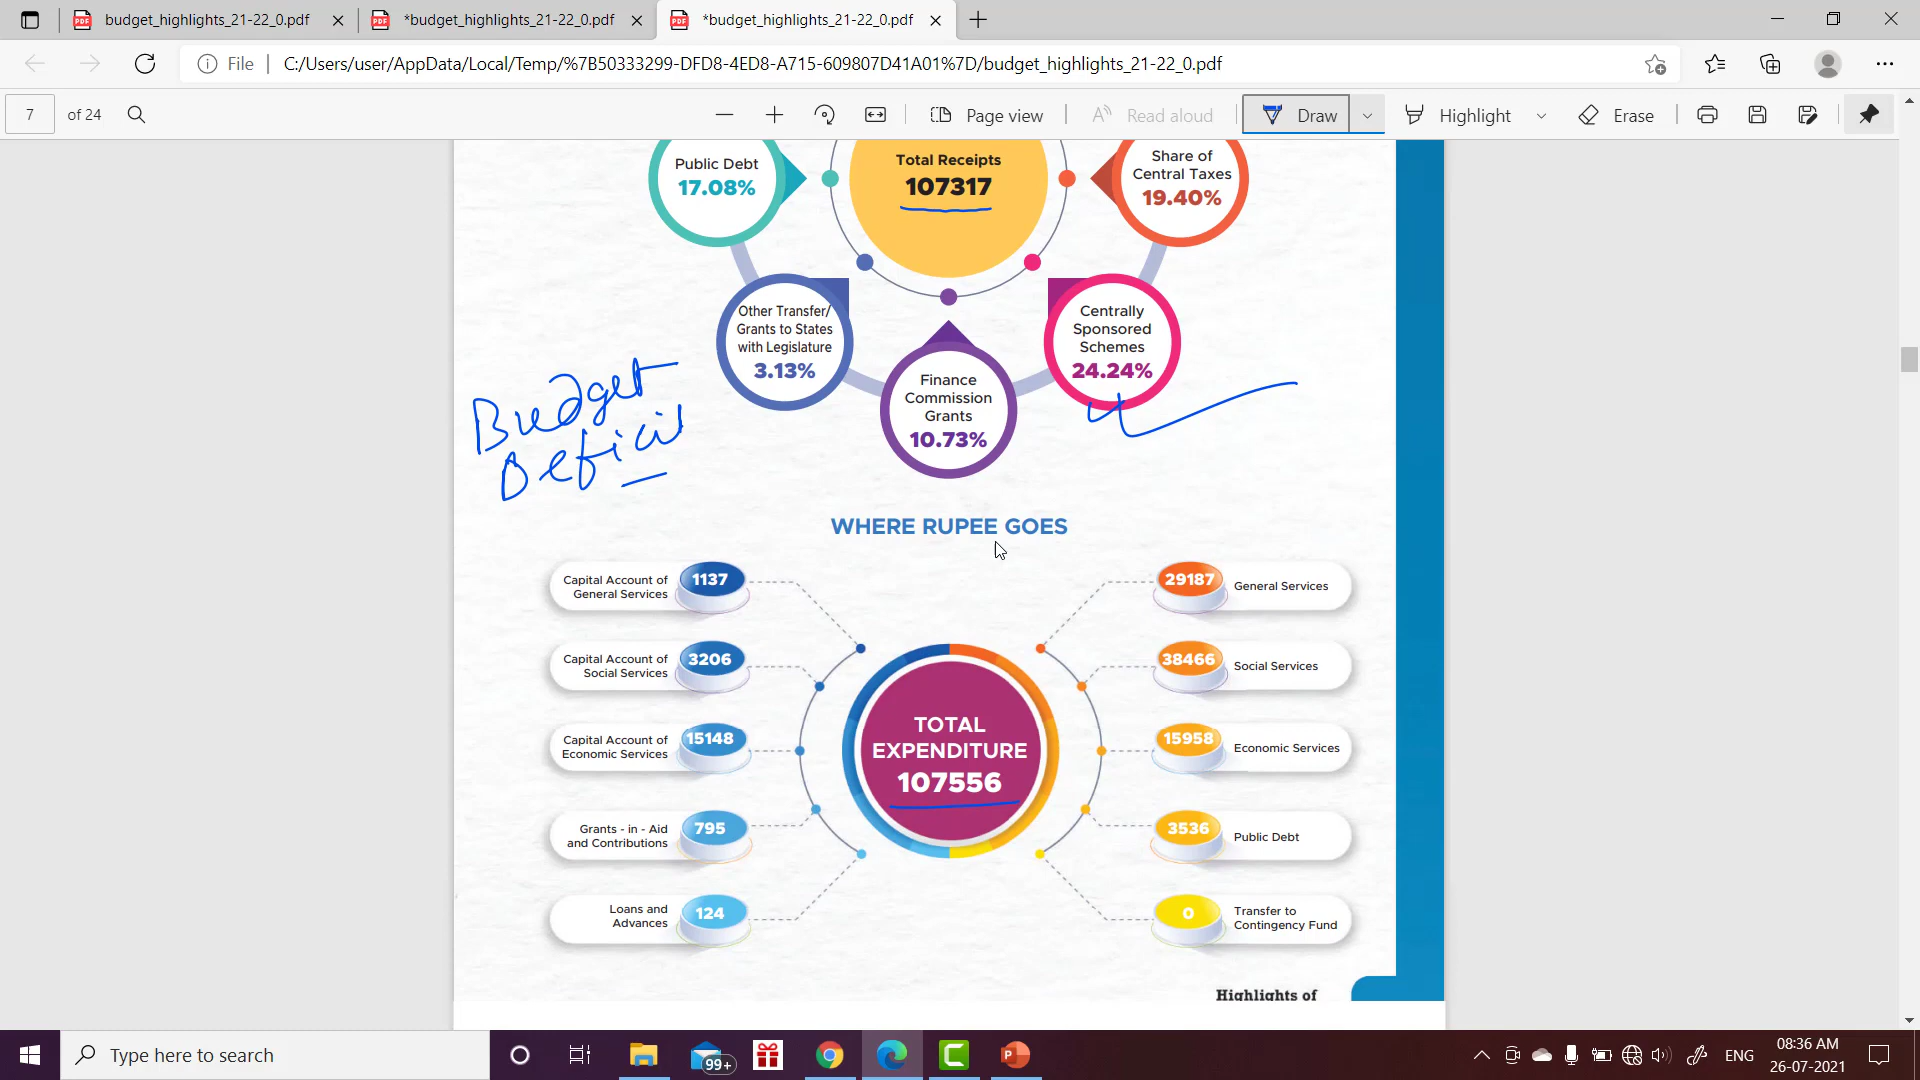 budget_highlights_21-22_0.pdf
*budget_highlights_21-22_0.pdf
*budget_highlights_21-22_0.pdf
File
C:/Users/user/AppData/Local/Temp/%7B50333299-DFD8-4ED8-A715-609807D41A01%7D/budget_highlights_21-22_0.pdf
7 of 24
Page view
Read aloud
Draw
Highlight
Erase
Public Debt
17.08%
Total Receipts
107317
Share of
Central Taxes
19.40%
Other Transfer/
Grants to States
with Legislature
3.13%
Finance
Commission
Grants
10.73%
Centrally
Sponsored
Schemes
24.24%
Budget
Deficit
WHERE RUPEE GOES
Capital Account of
General Services
1137
Capital Account of
Social Services
3206
Capital Account of
Economic Services
15148
Grants - in - Aid
and Contributions
795
Loans and
Advances
124
TOTAL
EXPENDITURE
107556
29187 General Services
38466 Social Services
15958 Economic Services
3536 Public Debt
0 Transfer to
Contingency Fund
Highlights of
Type here to search
99+
ENG
08:36 AM
26-07-2021